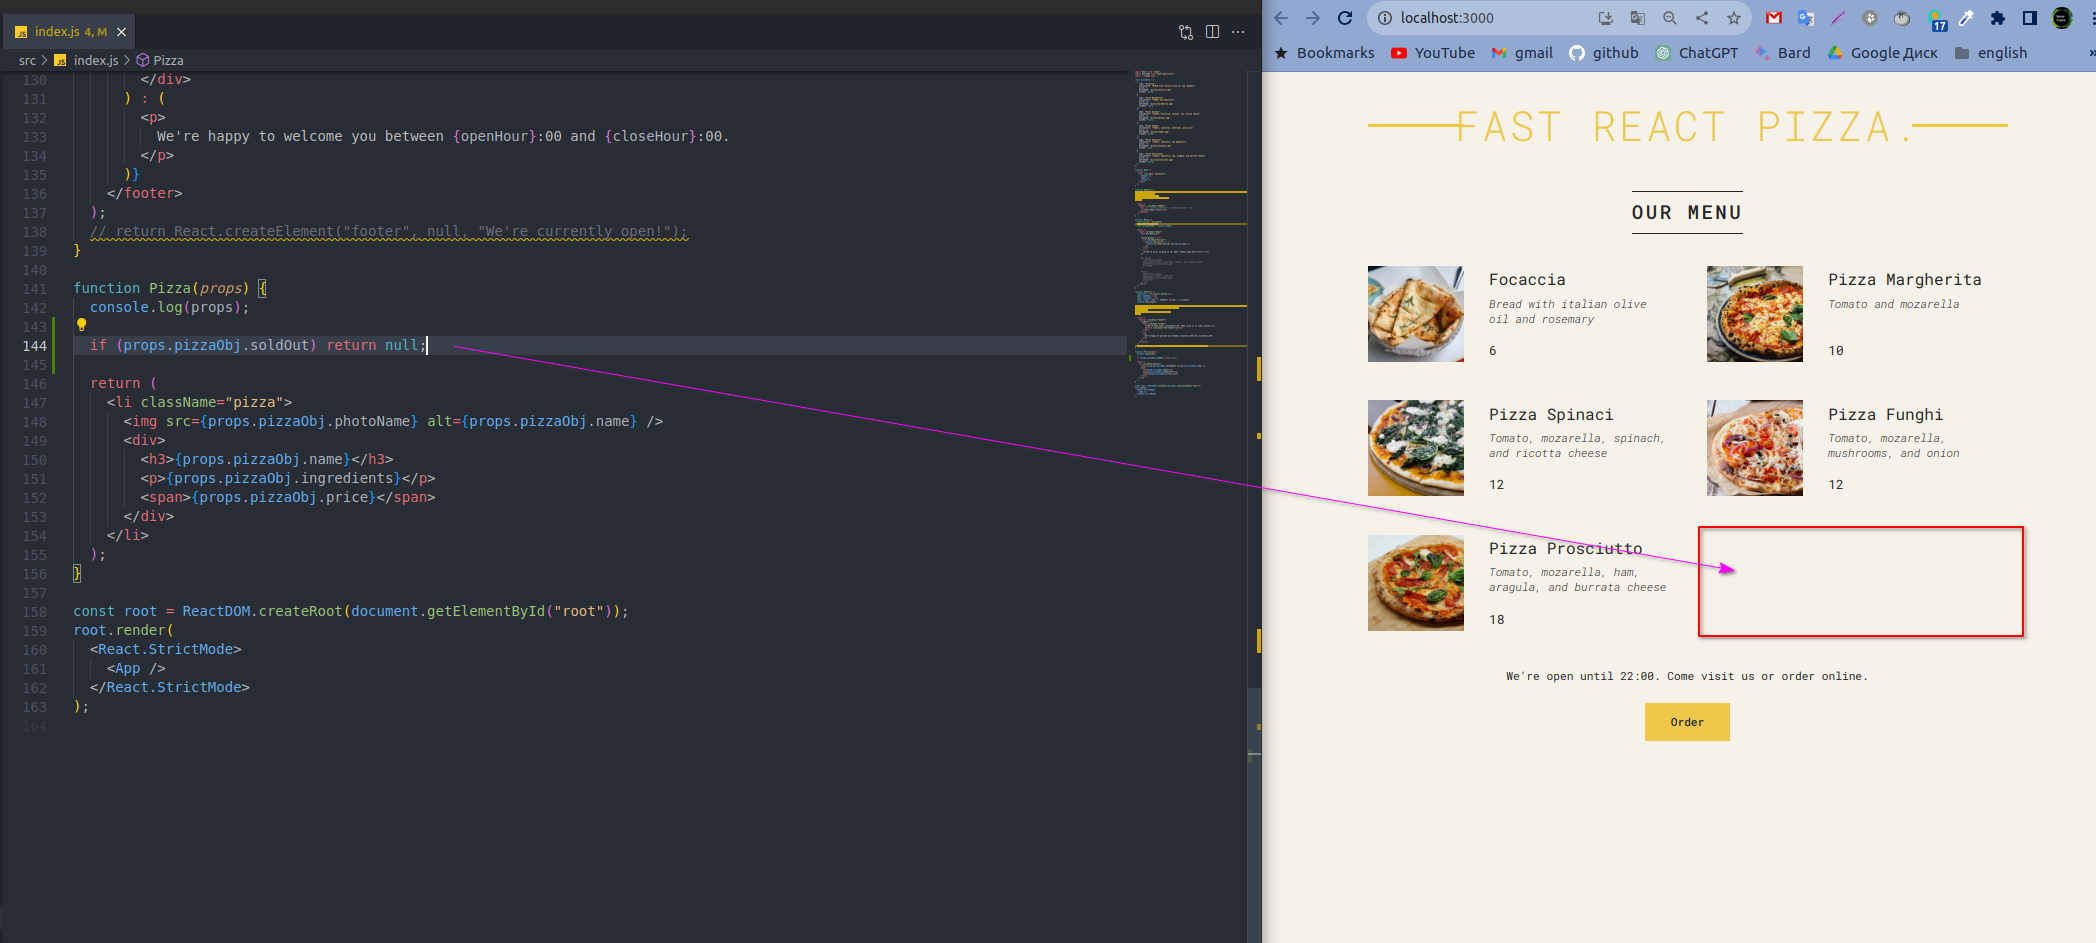 index.js 4, M
src > index.js > Pizza
130 </div>
131 ) : (
132 <p>
133 We're happy to welcome you between {openHour}:00 and {closeHour}:00.
134 </p>
135 )}
136 </footer>
137 );
138 // return React.createElement("footer", null, "We're currently open!");
139 }
140
141 function Pizza(props) {
142 console.log(props);
143
144 if (props.pizzaObj.soldOut) return null;
145
146 return (
147 <li className="pizza">
148 <img src={props.pizzaObj.photoName} alt={props.pizzaObj.name} />
149 <div>
150 <h3>{props.pizzaObj.name}</h3>
151 <p>{props.pizzaObj.ingredients}</p>
152 <span>{props.pizzaObj.price}</span>
153 </div>
154 </li>
155 );
156 }
157
158 const root = ReactDOM.createRoot(document.getElementById("root"));
159 root.render(
160 <React.StrictMode>
161 <App />
162 </React.StrictMode>
163 );
164
localhost:3000
17
Bookmarks YouTube gmail github ChatGPT Bard Google Диск english »
FAST REACT PIZZA.
OUR MENU
Focaccia
Bread with italian olive
oil and rosemary
6
Pizza Margherita
Tomato and mozarella
10
Pizza Spinaci
Tomato, mozarella, spinach,
and ricotta cheese
12
Pizza Funghi
Tomato, mozarella,
mushrooms, and onion
12
Pizza Prosciutto
Tomato, mozarella, ham,
aragula, and burrata cheese
18
We're open until 22:00. Come visit us or order online.
Order